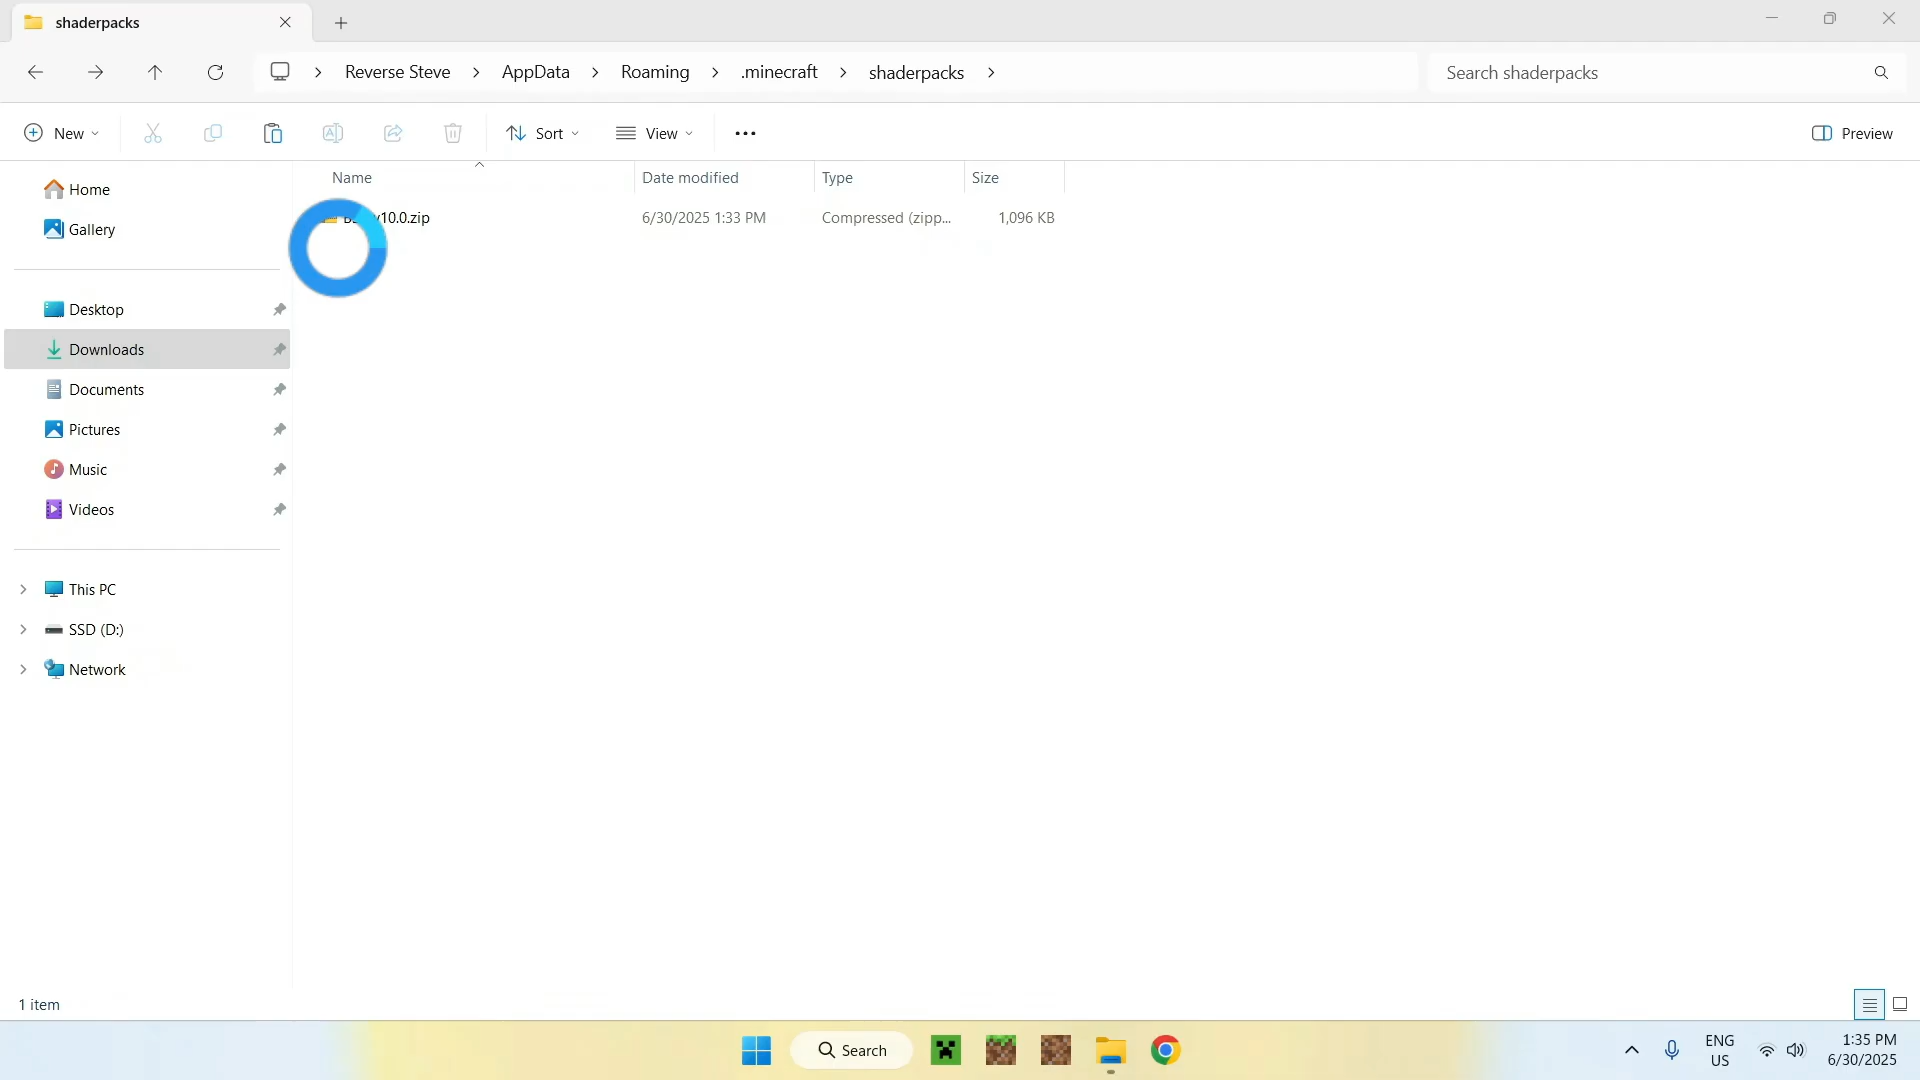 shaderpacks
Reverse Steve > AppData > Roaming > .minecraft > shaderpacks >
Search shaderpacks
New
Sort
View
Preview
Name
Date modified
Type
Size
v10.0.zip
6/30/2025 1:33 PM
Compressed (zipp...
1,096 KB
Home
Gallery
Desktop
Downloads
Documents
Pictures
Music
Videos
This PC
SSD (D:)
Network
1 item
Search
ENG
US
1:35 PM
6/30/2025